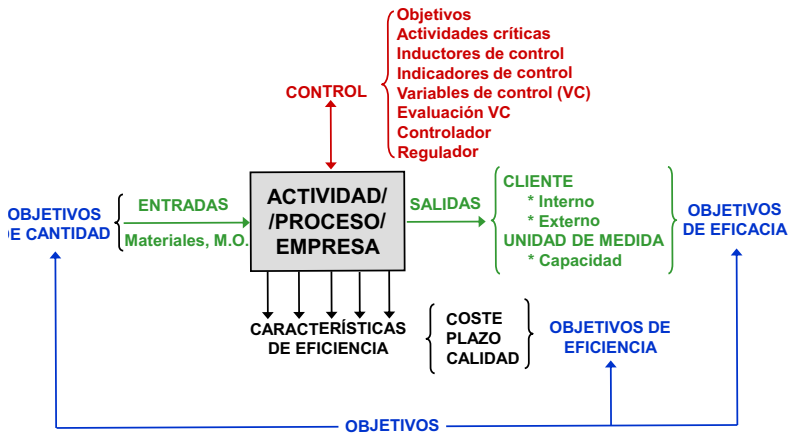 Objetivos
Actividades críticas
Inductores de control
Indicadores de control
Variables de control (VC)
Evaluación VC
Controlador
Regulador
CONTROL
OBJETIVOS
DE CANTIDAD
ENTRADAS
Materiales, M.O.
ACTIVIDAD/
/PROCESO/
EMPRESA
SALIDAS
CLIENTE
* Interno
* Externo
UNIDAD DE MEDIDA
* Capacidad
OBJETIVOS
DE EFICACIA
CARACTERÍSTICAS
DE EFICIENCIA
COSTE
PLAZO
CALIDAD
OBJETIVOS DE
EFICIENCIA
OBJETIVOS